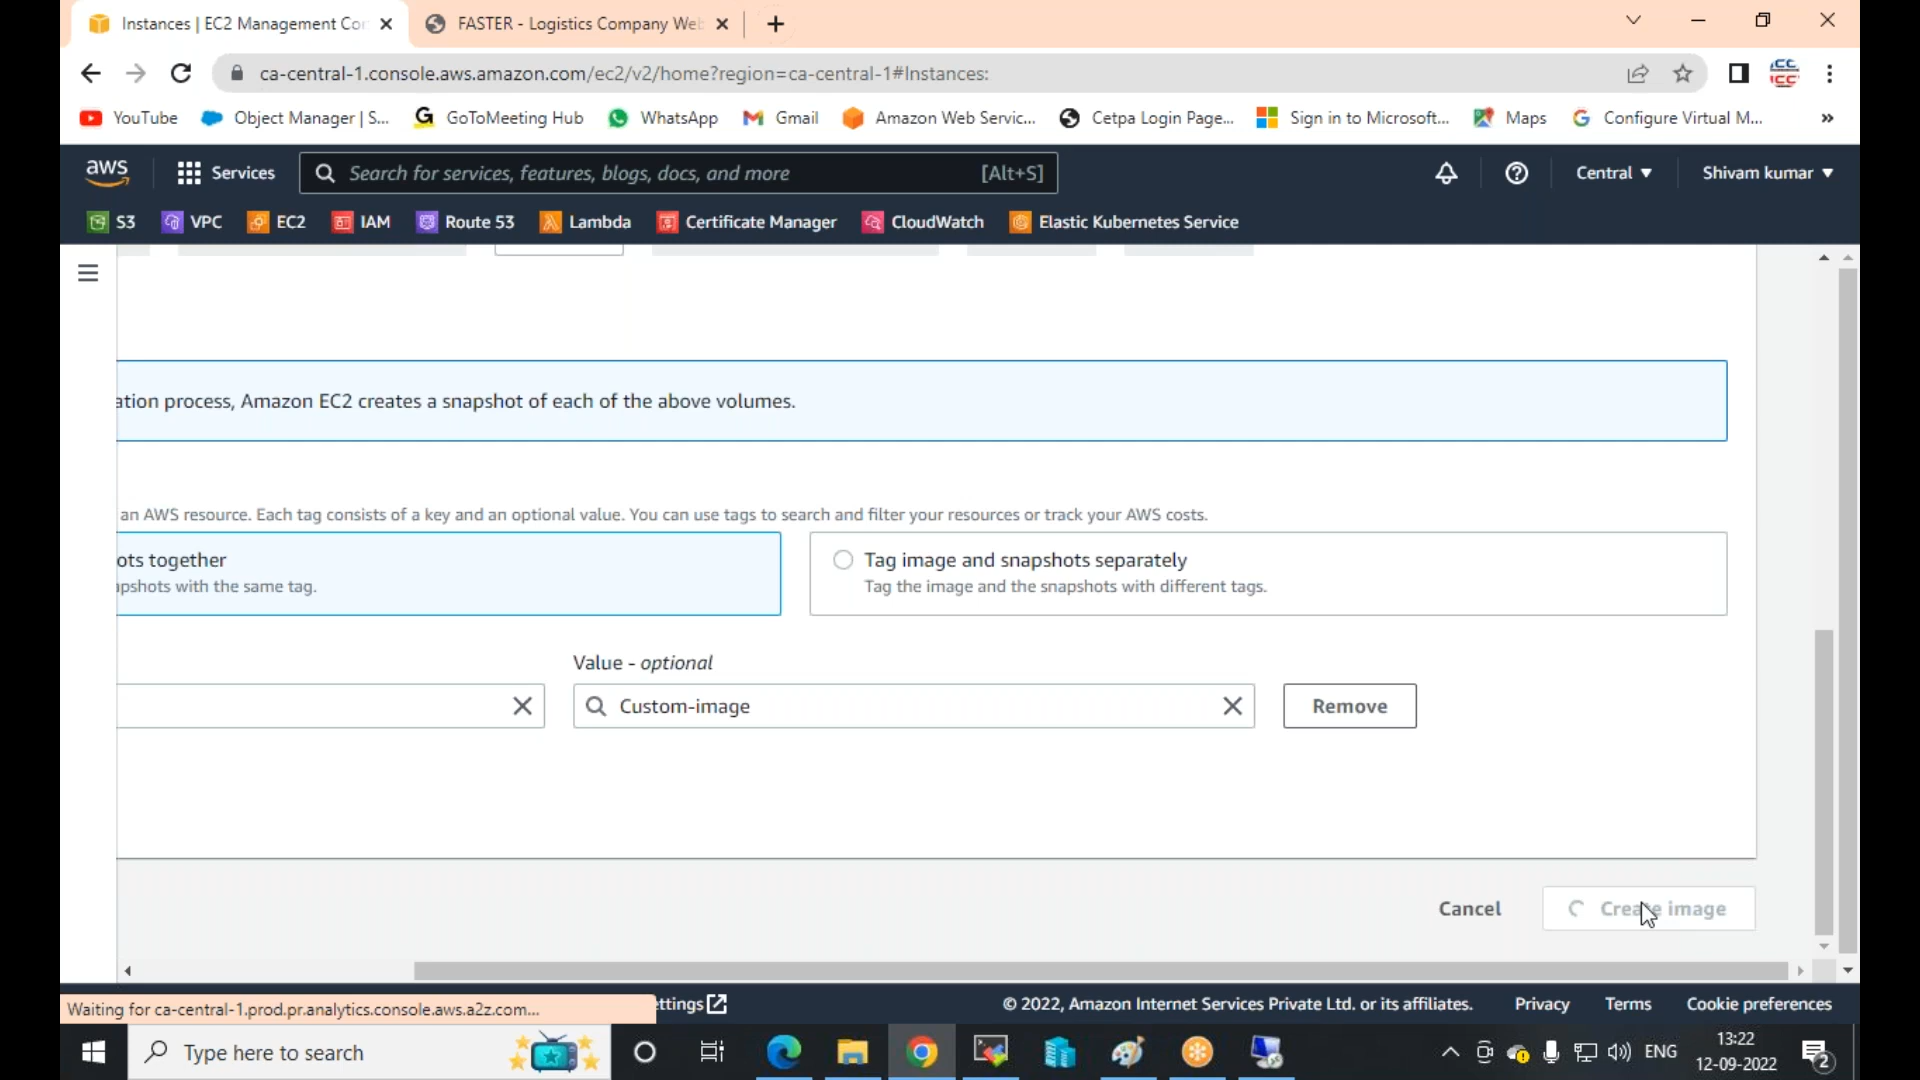 Instances | EC2 Management Co
FASTER - Logistics Company We
ca-central-1.console.aws.amazon.com/ec2/v2/home?region=ca-central-1#Instances:
YouTube
Object Manager | S...
GoToMeeting Hub
WhatsApp
Gmail
Amazon Web Servic...
Cetpa Login Page...
Sign in to Microsoft...
Maps
Configure Virtual M...
»
aws
Services
Search for services, features, blogs, docs, and more
[Alt+S]
Central
Shivam kumar
S3
VPC
EC2
IAM
Route 53
Lambda
Certificate Manager
CloudWatch
Elastic Kubernetes Service
ation process, Amazon EC2 creates a snapshot of each of the above volumes.
an AWS resource. Each tag consists of a key and an optional value. You can use tags to search and filter your resources or track your AWS costs.
ots together
apshots with the same tag.
Tag image and snapshots separately
Tag the image and the snapshots with different tags.
Value - optional
Custom-image
Remove
Cancel
Create image
Waiting for ca-central-1.prod.pr.analytics.console.aws.a2z.com...
ettings
© 2022, Amazon Internet Services Private Ltd. or its affiliates.
Privacy
Terms
Cookie preferences
Type here to search
ENG
13:22
12-09-2022
2